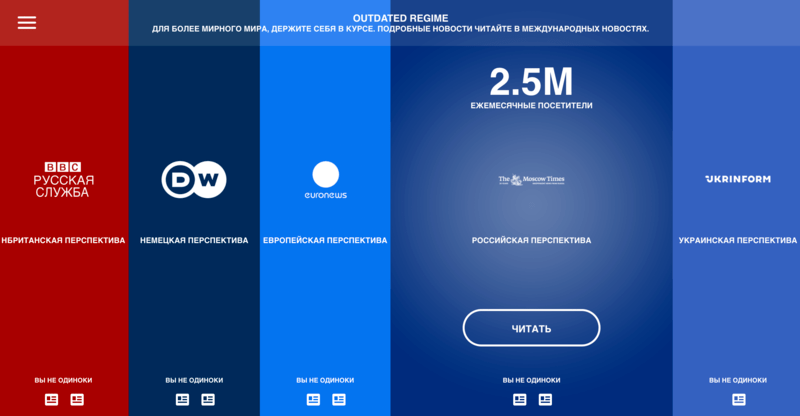 OUTDATED REGIME
ДЛЯ БОЛЕЕ МИРНОГО МИРА, ДЕРЖИТЕ СЕБЯ В КУРСЕ. ПОДРОБНЫЕ НОВОСТИ ЧИТАЙТЕ В МЕЖДУНАРОДНЫХ НОВОСТЯХ.
2.5M
ЕЖЕМЕСЯЧНЫЕ ПОСЕТИТЕЛИ
BBC
РУССКАЯ
СЛУЖБА
DW
euronews
The Moscow Times
UKRINFORM
НБРИТАНСКАЯ ПЕРСПЕКТИВА
НЕМЕЦКАЯ ПЕРСПЕКТИВА
ЕВРОПЕЙСКАЯ ПЕРСПЕКТИВА
РОССИЙСКАЯ ПЕРСПЕКТИВА
УКРАИНСКАЯ ПЕРСПЕКТИВА
ЧИТАТЬ
ВЫ НЕ ОДИНОКИ
ВЫ НЕ ОДИНОКИ
ВЫ НЕ ОДИНОКИ
ВЫ НЕ ОДИНОКИ
ВЫ НЕ ОДИНОКИ